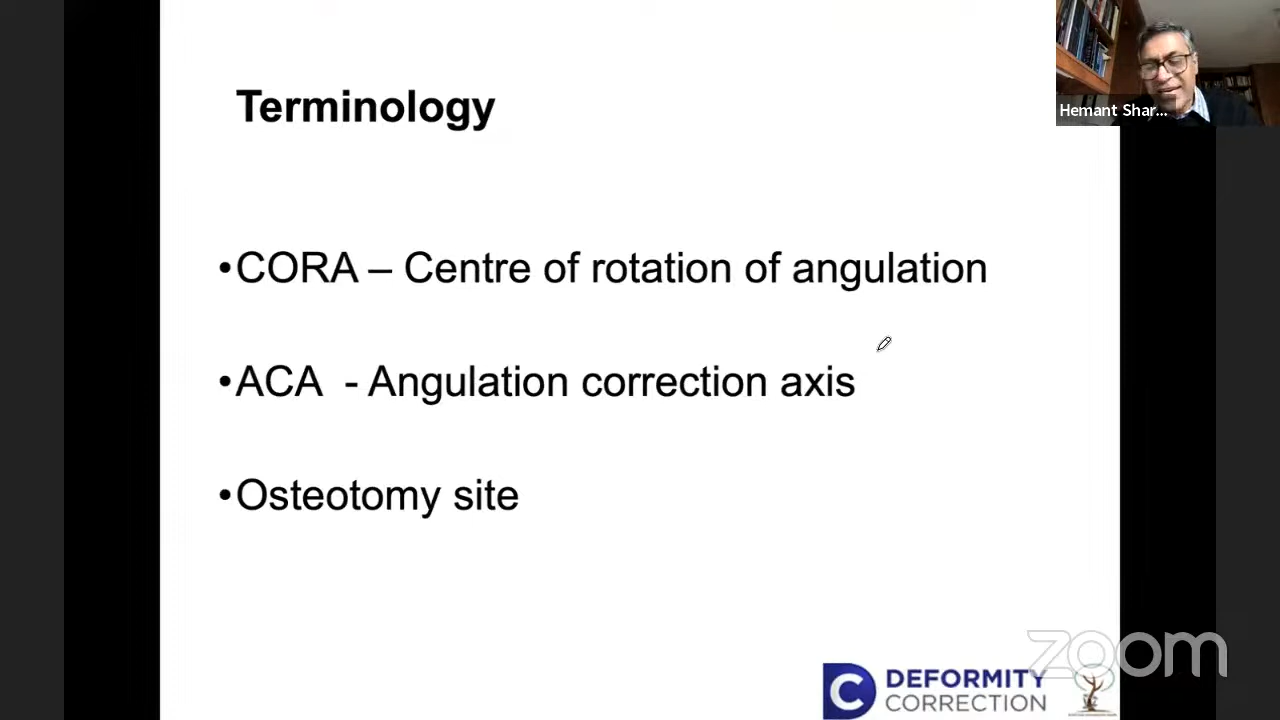 Terminology
Hemant Shar...
•CORA – Centre of rotation of angulation
•ACA - Angulation correction axis
•Osteotomy site
zoom
C DEFORMITY
CORRECTION